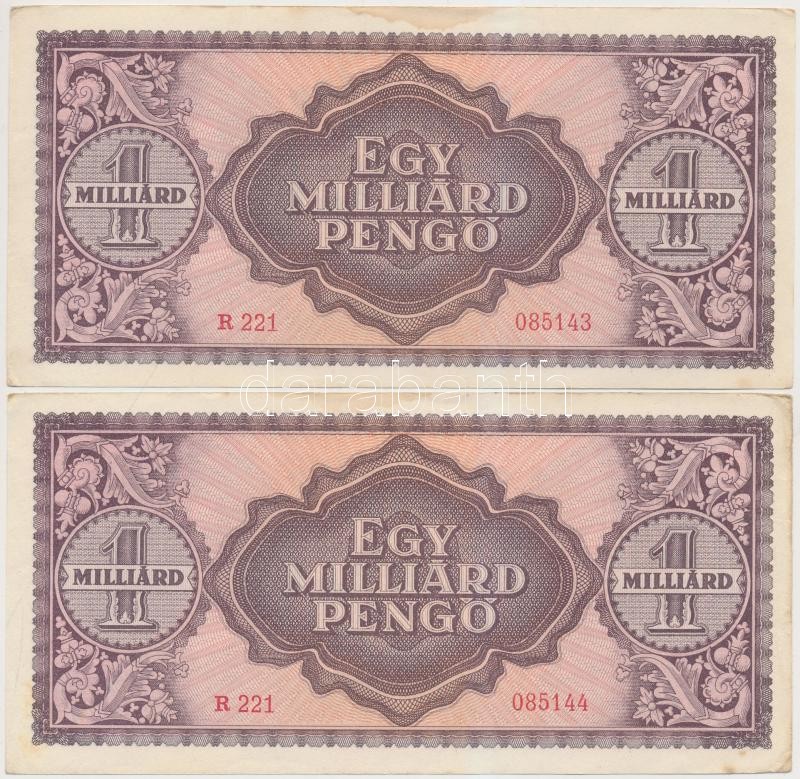 EGY
MILLIÁRD
PENGŐ
1
MILLIÁRD
1
MILLIÁRD
R 221 085143
darabanth
EGY
MILLIÁRD
PENGŐ
1
MILLIÁRD
1
MILLIÁRD
R 221 085144